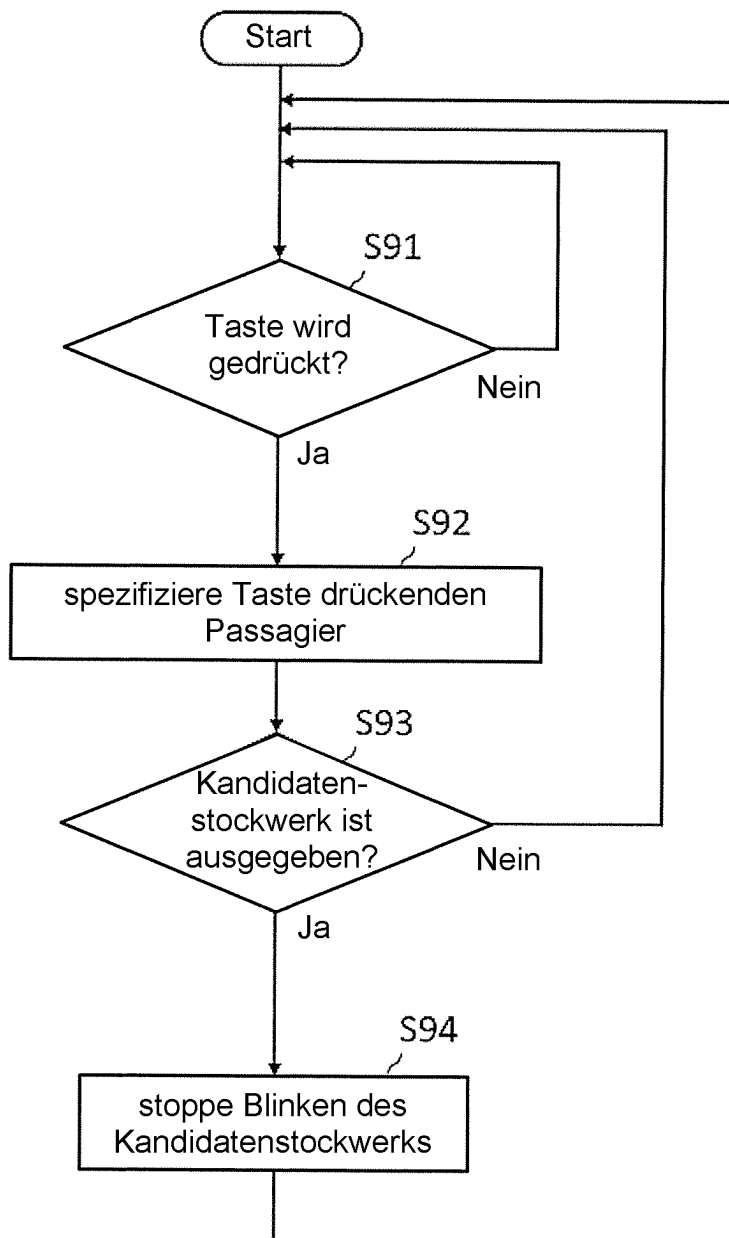 Start
S91
Taste wird
gedrückt?
Nein
Ja
S92
spezifiziere Taste drückenden
Passagier
S93
Kandidaten-
stockwerk ist
ausgegeben?
Nein
Ja
S94
stoppe Blinken des
Kandidatenstockwerks